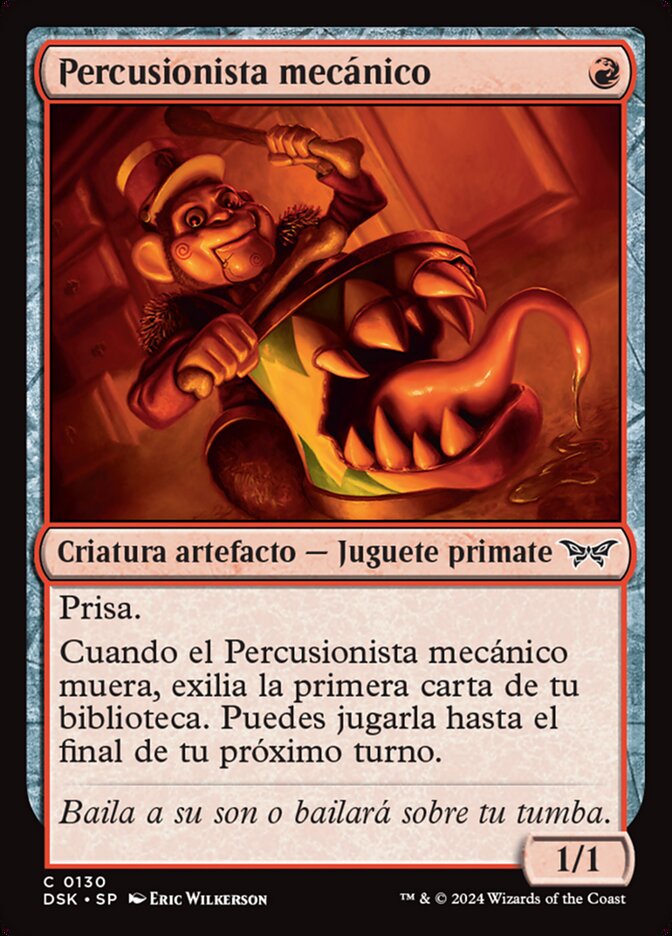 Percusionista mecánico
Criatura artefacto — Juguete primate
Prisa.
Cuando el Percusionista mecánico
muera, exilia la primera carta de tu
biblioteca. Puedes jugarla hasta el
final de tu próximo turno.
Baila a su son o bailará sobre tu tumba.
1/1
C 0130
DSK • SP Eric Wilkerson
™ & © 2024 Wizards of the Coast